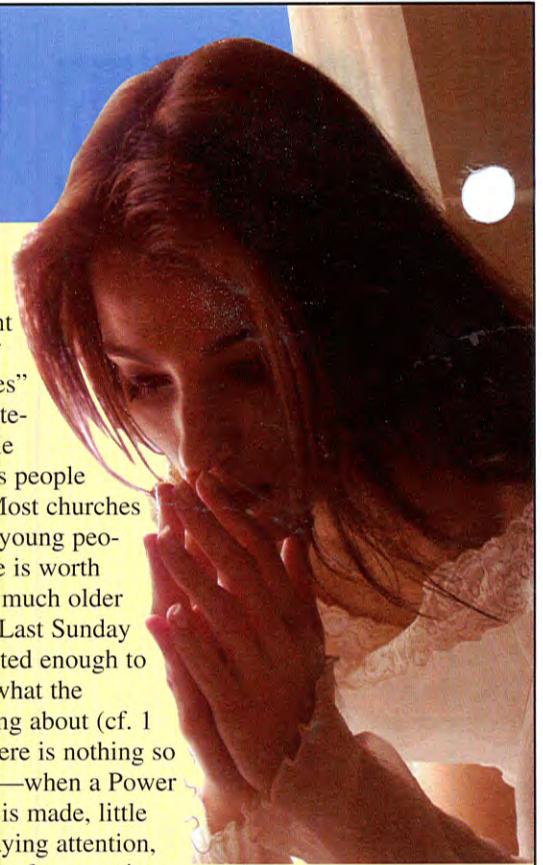 nt
es”
te-
e
s people
Most churches
young peo-
e is worth
much older
Last Sunday
ted enough to
what the
ng about (cf. 1
ere is nothing so
—when a Power
is made, little
ying attention,